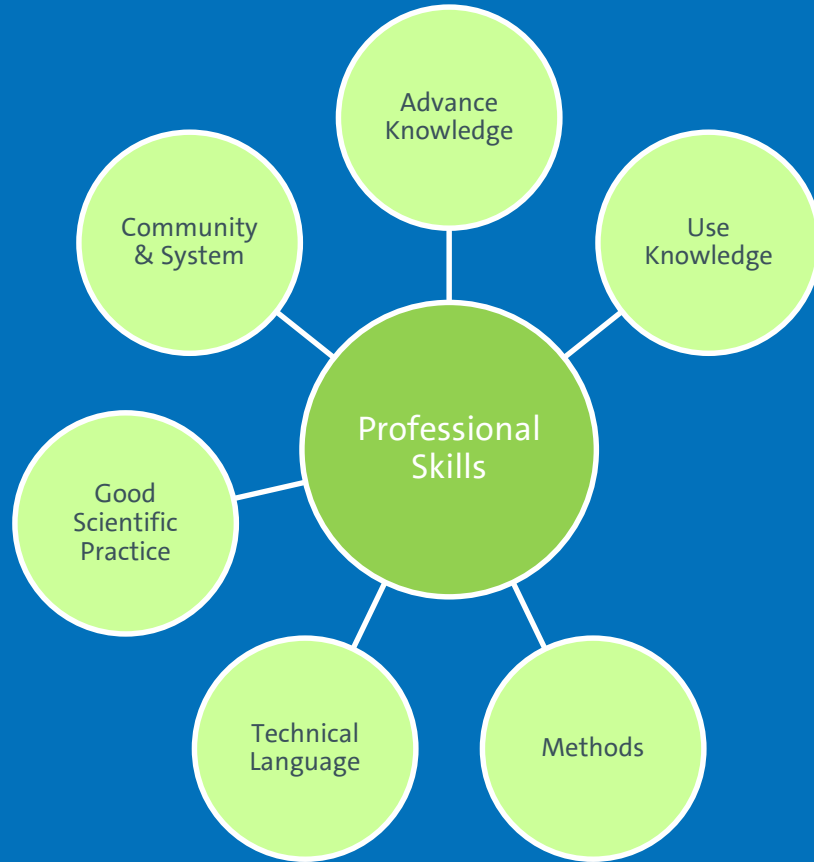 Advance
Knowledge
Use
Knowledge
Community
& System
Professional
Skills
Good
Scientific
Practice
Technical
Language
Methods